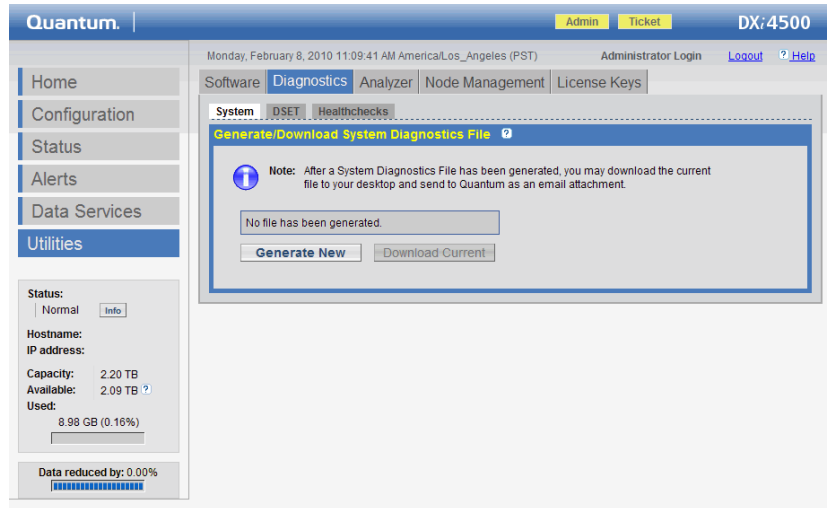 Quantum.
Admin
Ticket
DXi4500
Monday, February 8, 2010 11:09:41 AM America/Los_Angeles (PST)
Administrator Login
Logout
? Help
Home
Configuration
Status
Alerts
Data Services
Utilities
Software
Diagnostics
Analyzer
Node Management
License Keys
System
DSET
Healthchecks
Generate/Download System Diagnostics File ?
Note: After a System Diagnostics File has been generated, you may download the current
file to your desktop and send to Quantum as an email attachment.
No file has been generated.
Generate New
Download Current
Status:
Normal
Info
Hostname:
IP address:
Capacity: 2.20 TB
Available: 2.09 TB ?
Used:
8.98 GB (0.16%)
Data reduced by: 0.00%